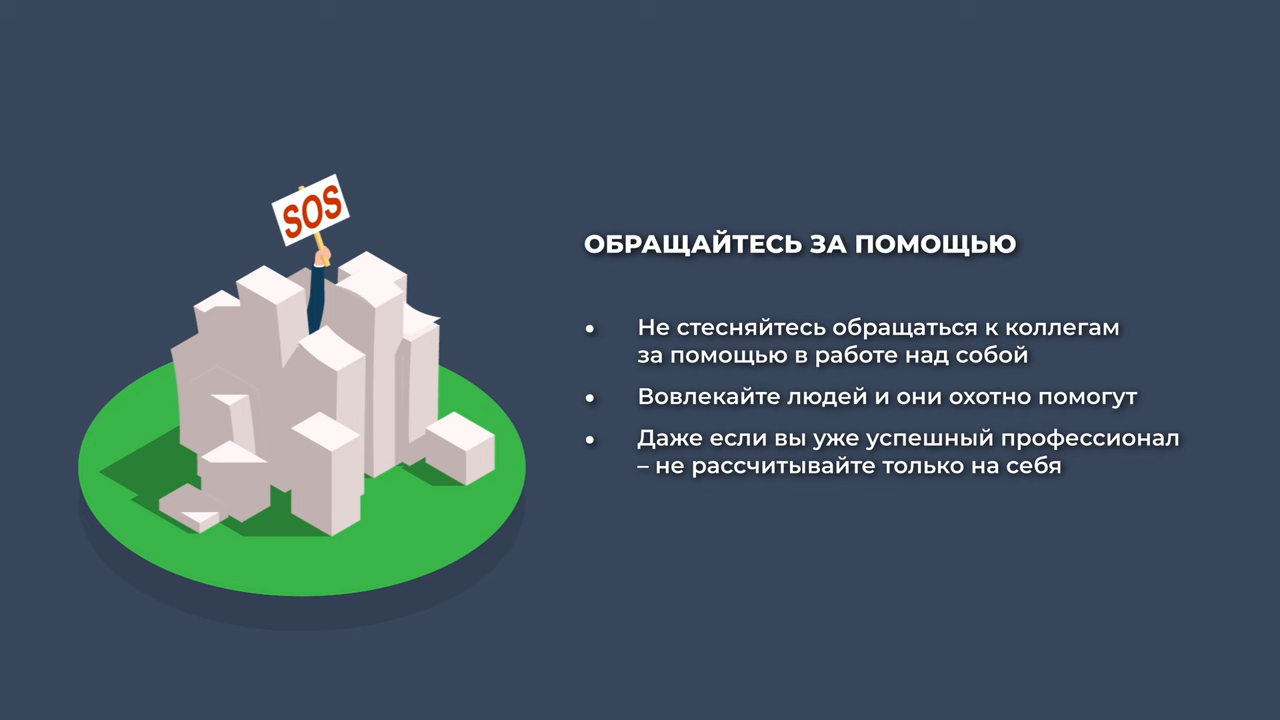 SOS
ОБРАЩАЙТЕСЬ ЗА ПОМОЩЬЮ
• Не стесняйтесь обращаться к коллегам
за помощью в работе над собой
• Вовлекайте людей и они охотно помогут
• Даже если вы уже успешный профессионал
– не рассчитывайте только на себя